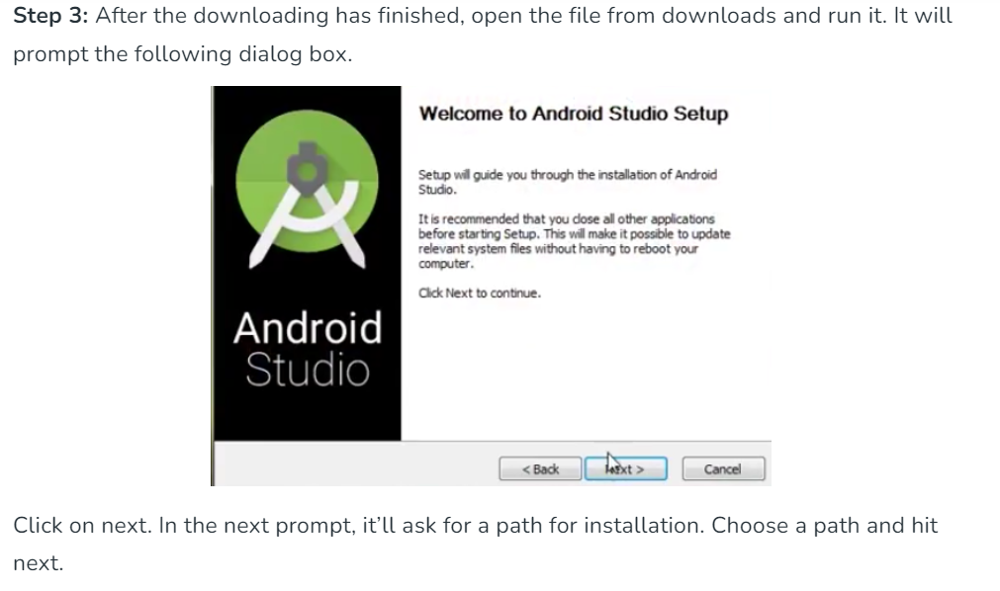 Step 3: After the downloading has finished, open the file from downloads and run it. It will
prompt the following dialog box.
Welcome to Android Studio Setup
Setup will guide you through the installation of Android
Studio.
It is recommended that you close all other applications
before starting Setup. This will make it possible to update
relevant system files without having to reboot your
computer.
Click Next to continue.
Android
Studio
< Back
Next >
Cancel
Click on next. In the next prompt, it’ll ask for a path for installation. Choose a path and hit
next.